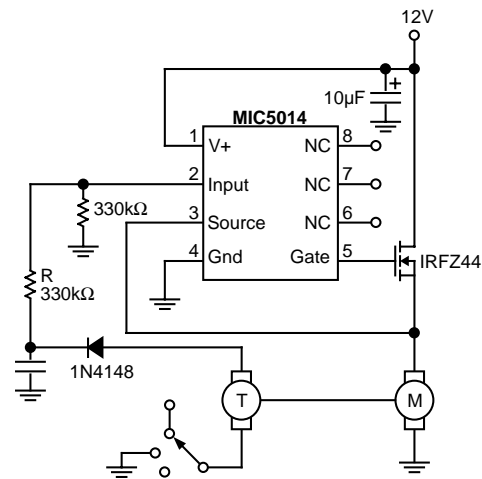 12V
10µF
+
MIC5014
1 V+ NC 8
2 Input NC 7
330kΩ
3 Source NC 6
4 Gnd Gate 5
IRFZ44
R
330kΩ
1N4148
T M